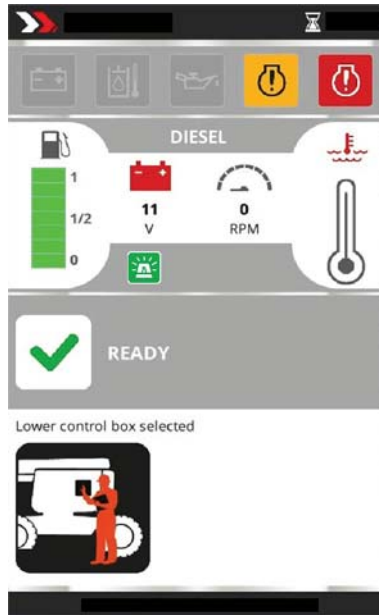 DIESEL
1
1/2
0
11
V
0
RPM
READY
Lower control box selected